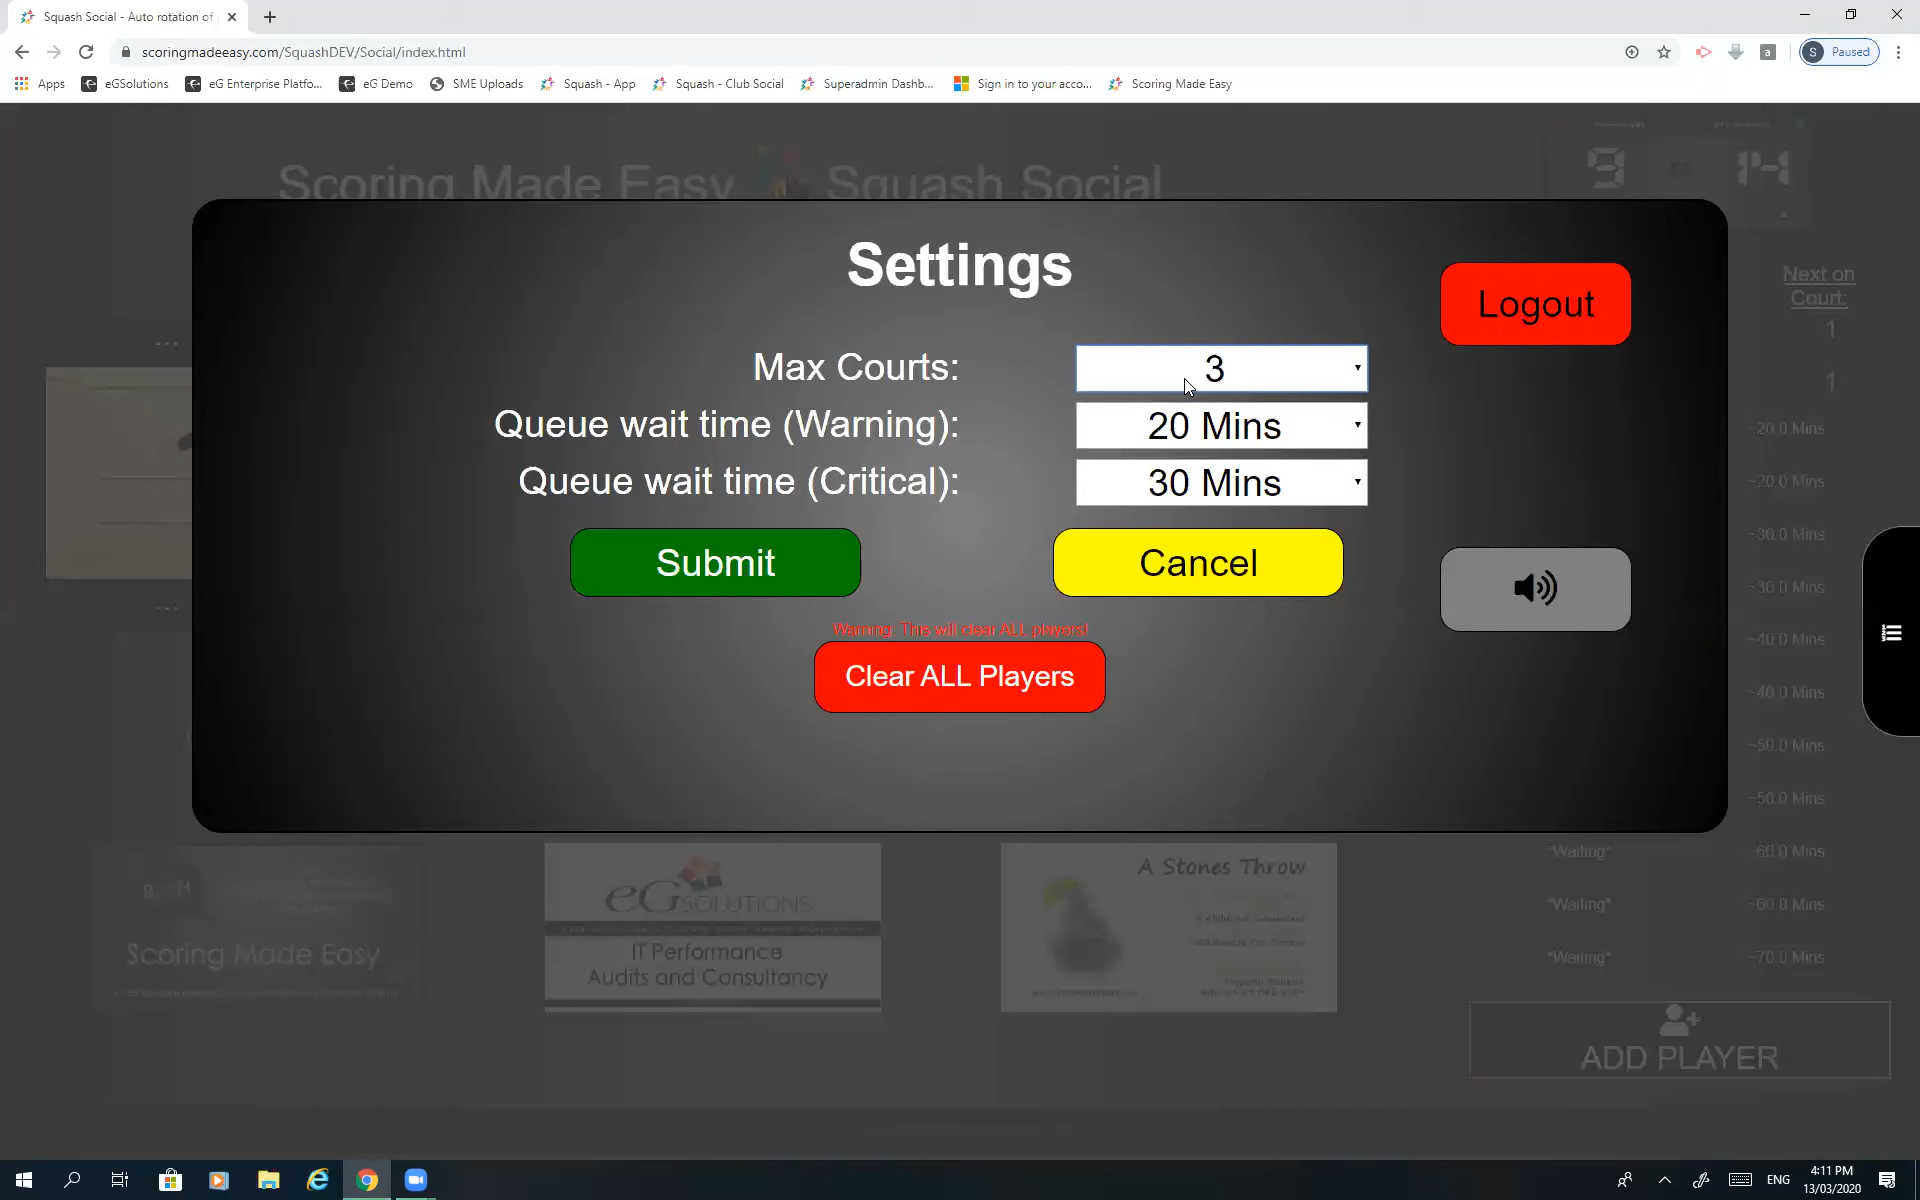 Squash Social - Auto rotation of
scoringmadeeasy.com/SquashDEV/Social/index.html
S Paused
Apps eGSolutions eG Enterprise Platfo... eG Demo SME Uploads Squash - App Squash - Club Social Superadmin Dashb... Sign in to your acco... Scoring Made Easy
Scoring Made Easy Squash Social
9 14
Settings
Logout
Next on
Court:
1
1
Max Courts: 3
Queue wait time (Warning): 20 Mins
Queue wait time (Critical): 30 Mins
Submit Cancel
Warning: This will clear ALL players!
Clear ALL Players
~20.0 Mins
~20.0 Mins
~30.0 Mins
~30.0 Mins
~40.0 Mins
~40.0 Mins
~50.0 Mins
~50.0 Mins
*Waiting* ~60.0 Mins
*Waiting* ~60.0 Mins
*Waiting* ~70.0 Mins
Scoring Made Easy
eG SOLUTIONS
IT Performance
Audits and Consultancy
A Stones Throw
ADD PLAYER
ENG
4:11 PM
13/03/2020